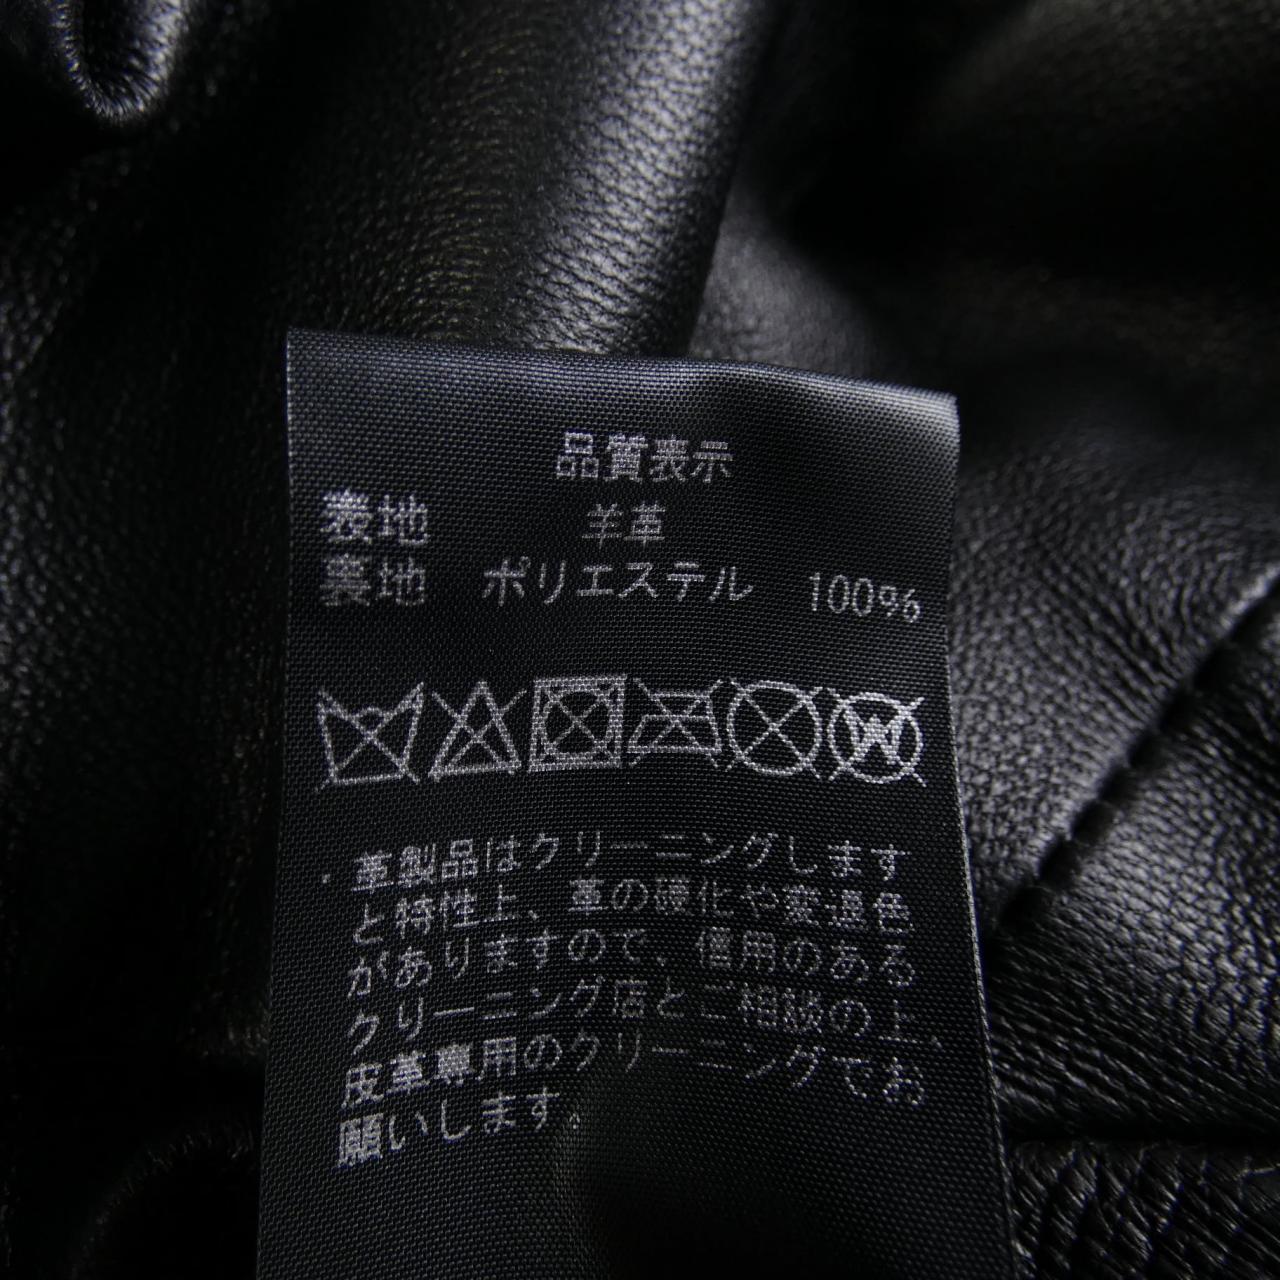 品質表示
表地 羊革
裏地 ポリエステル 100%
W
・革製品はクリーニングします
と特性上、革の硬化や変退色
がありますので、信用のある
クリーニング店とご相談の上、
皮革専用のクリーニングでお
願いします。